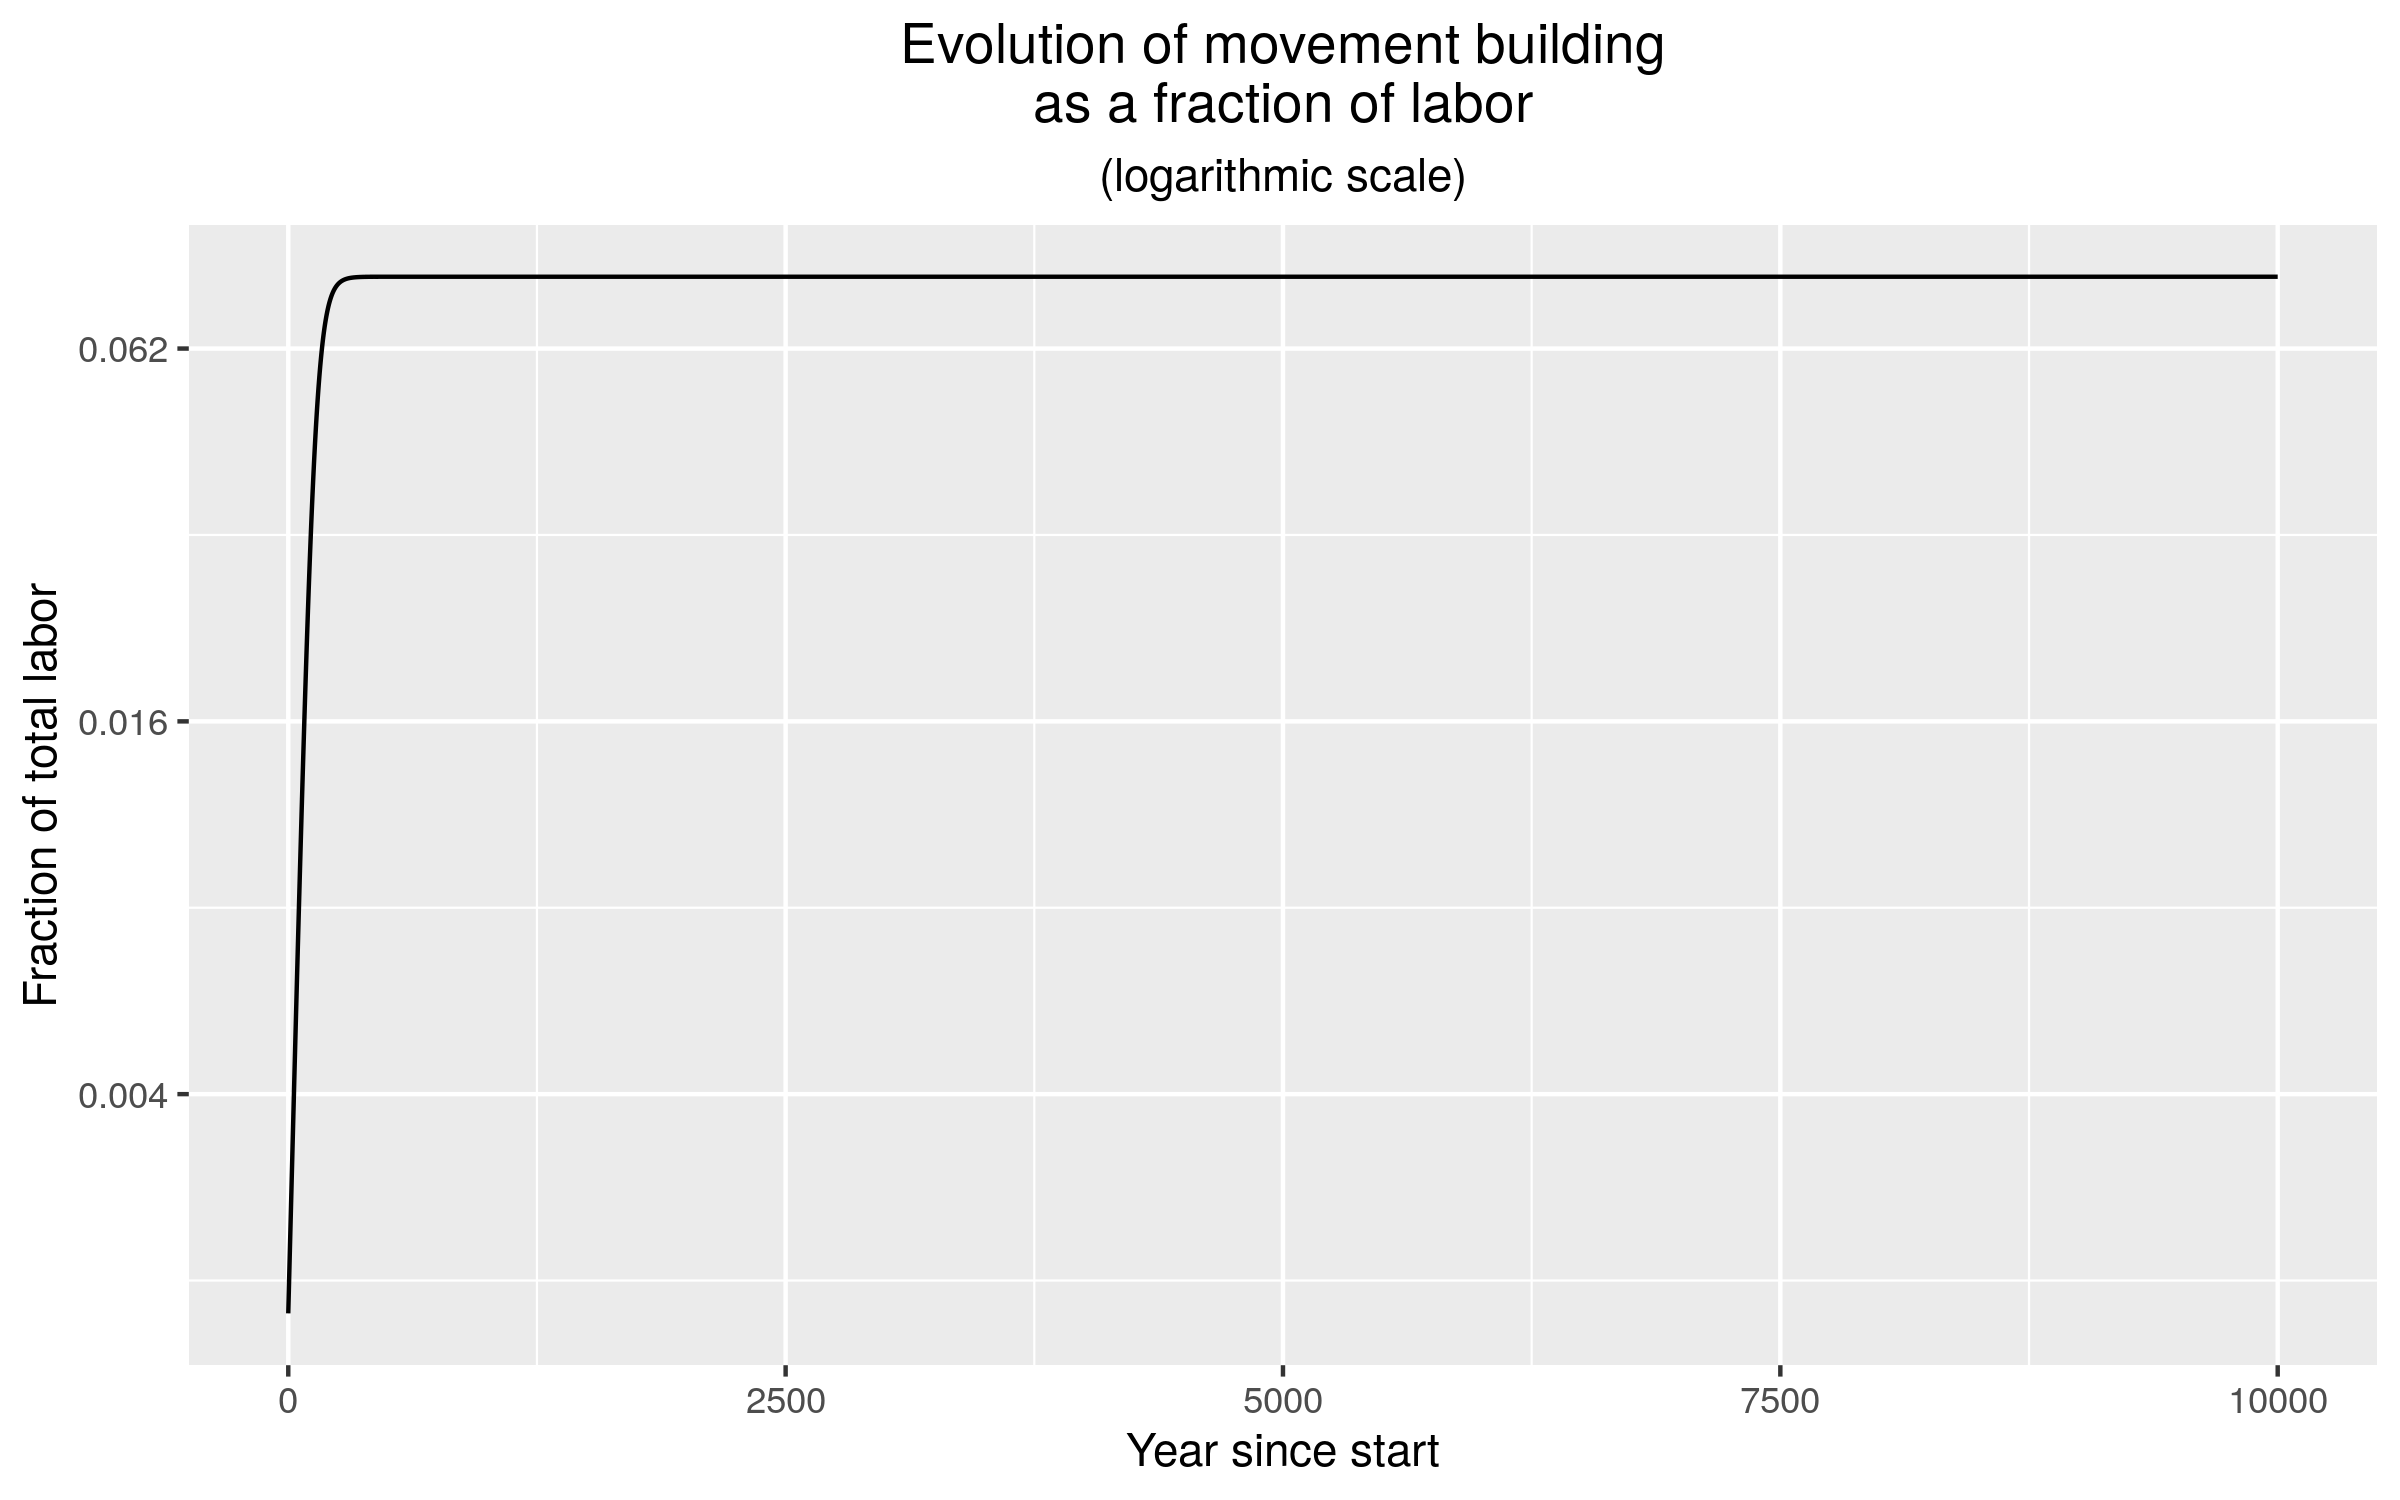 Evolution of movement building
as a fraction of labor
(logarithmic scale)
Fraction of total labor
0.062
0.016
0.004
0 2500 5000 7500 10000
Year since start